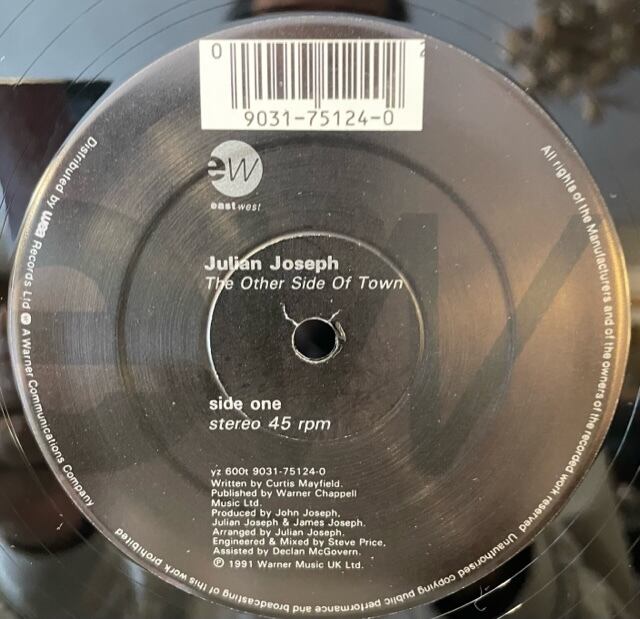 0 2
9031-75124-0
ew
eastwest
Julian Joseph
The Other Side Of Town
side one
stereo 45 rpm
yz 600t 9031-75124-0
Written by Curtis Mayfield.
Published by Warner Chappell
Music Ltd.
Produced by John Joseph,
Julian Joseph & James Joseph.
Arranged by Julian Joseph.
Engineered & Mixed by Steve Price.
Assisted by Declan McGovern.
℗ 1991 Warner Music UK Ltd.
Distributed by wea Records Ltd. A Warner Communications Company
All rights of the Manufacturers and of the owners of the recorded work reserved Unauthorised copying public performance and broadcasting of this work prohibited